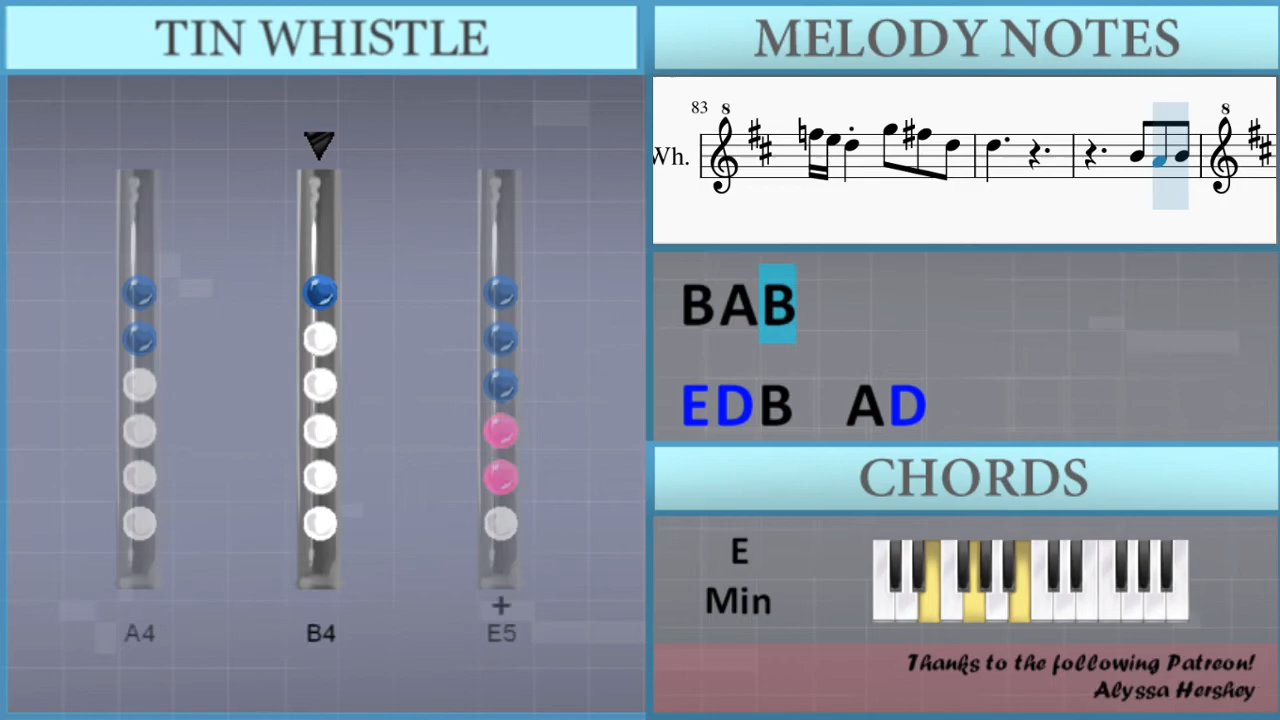 TIN WHISTLE
A4
B4
+
E5
MELODY NOTES
83
8
8
Wh.
BAB
EDB AD
CHORDS
E
Min
Thanks to the following Patreon!
Alyssa Hershey